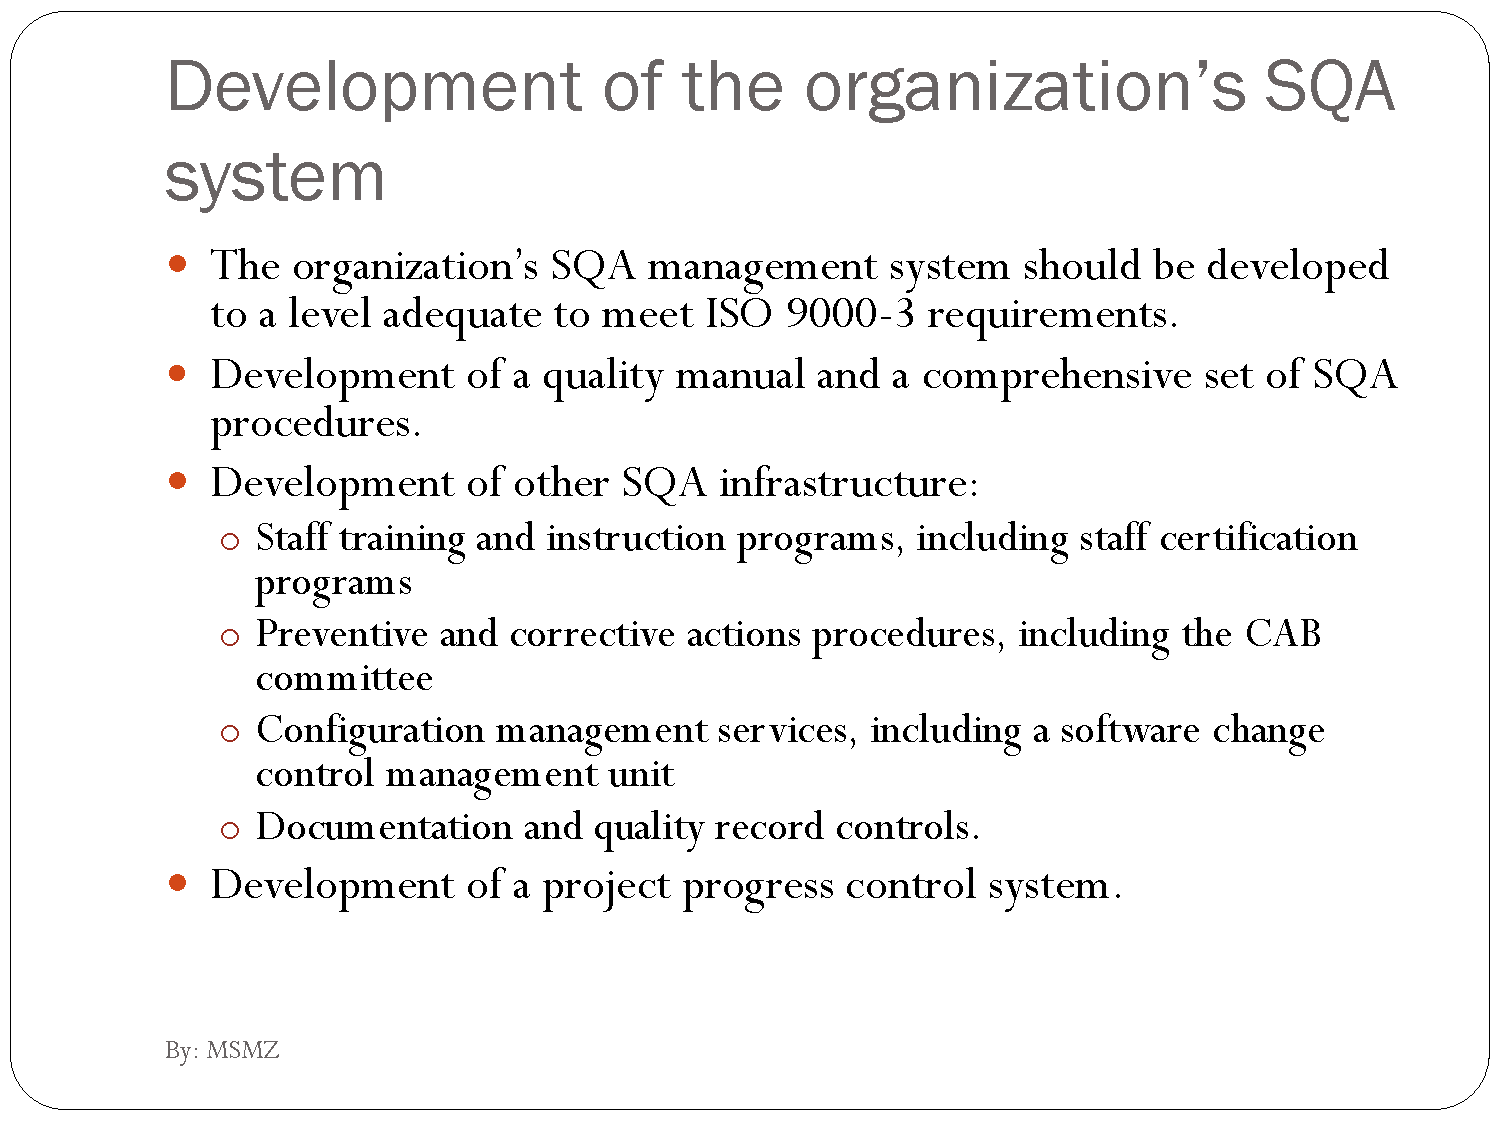 Development of the organization’s SQA
system
• The organization’s SQA management system should be developed
to a level adequate to meet ISO 9000-3 requirements.
• Development of a quality manual and a comprehensive set of SQA
procedures.
• Development of other SQA infrastructure:
o Staff training and instruction programs, including staff certification
programs
o Preventive and corrective actions procedures, including the CAB
committee
o Configuration management services, including a software change
control management unit
o Documentation and quality record controls.
• Development of a project progress control system.
By: MSMZ